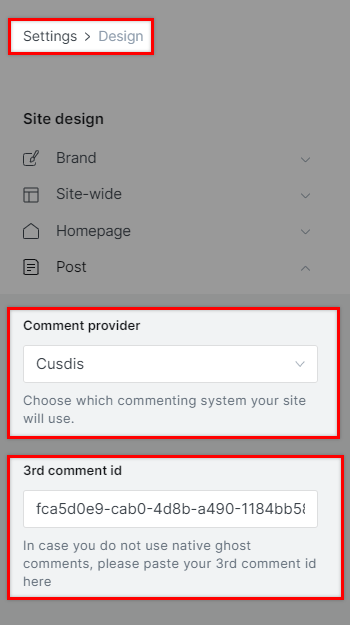 Settings > Design
Site design
Brand
Site-wide
Homepage
Post
Comment provider
Cusdis
Choose which commenting system your site
will use.
3rd comment id
fca5d0e9-cab0-4d8b-a490-1184bb58
In case you do not use native ghost
comments, please paste your 3rd comment id
here